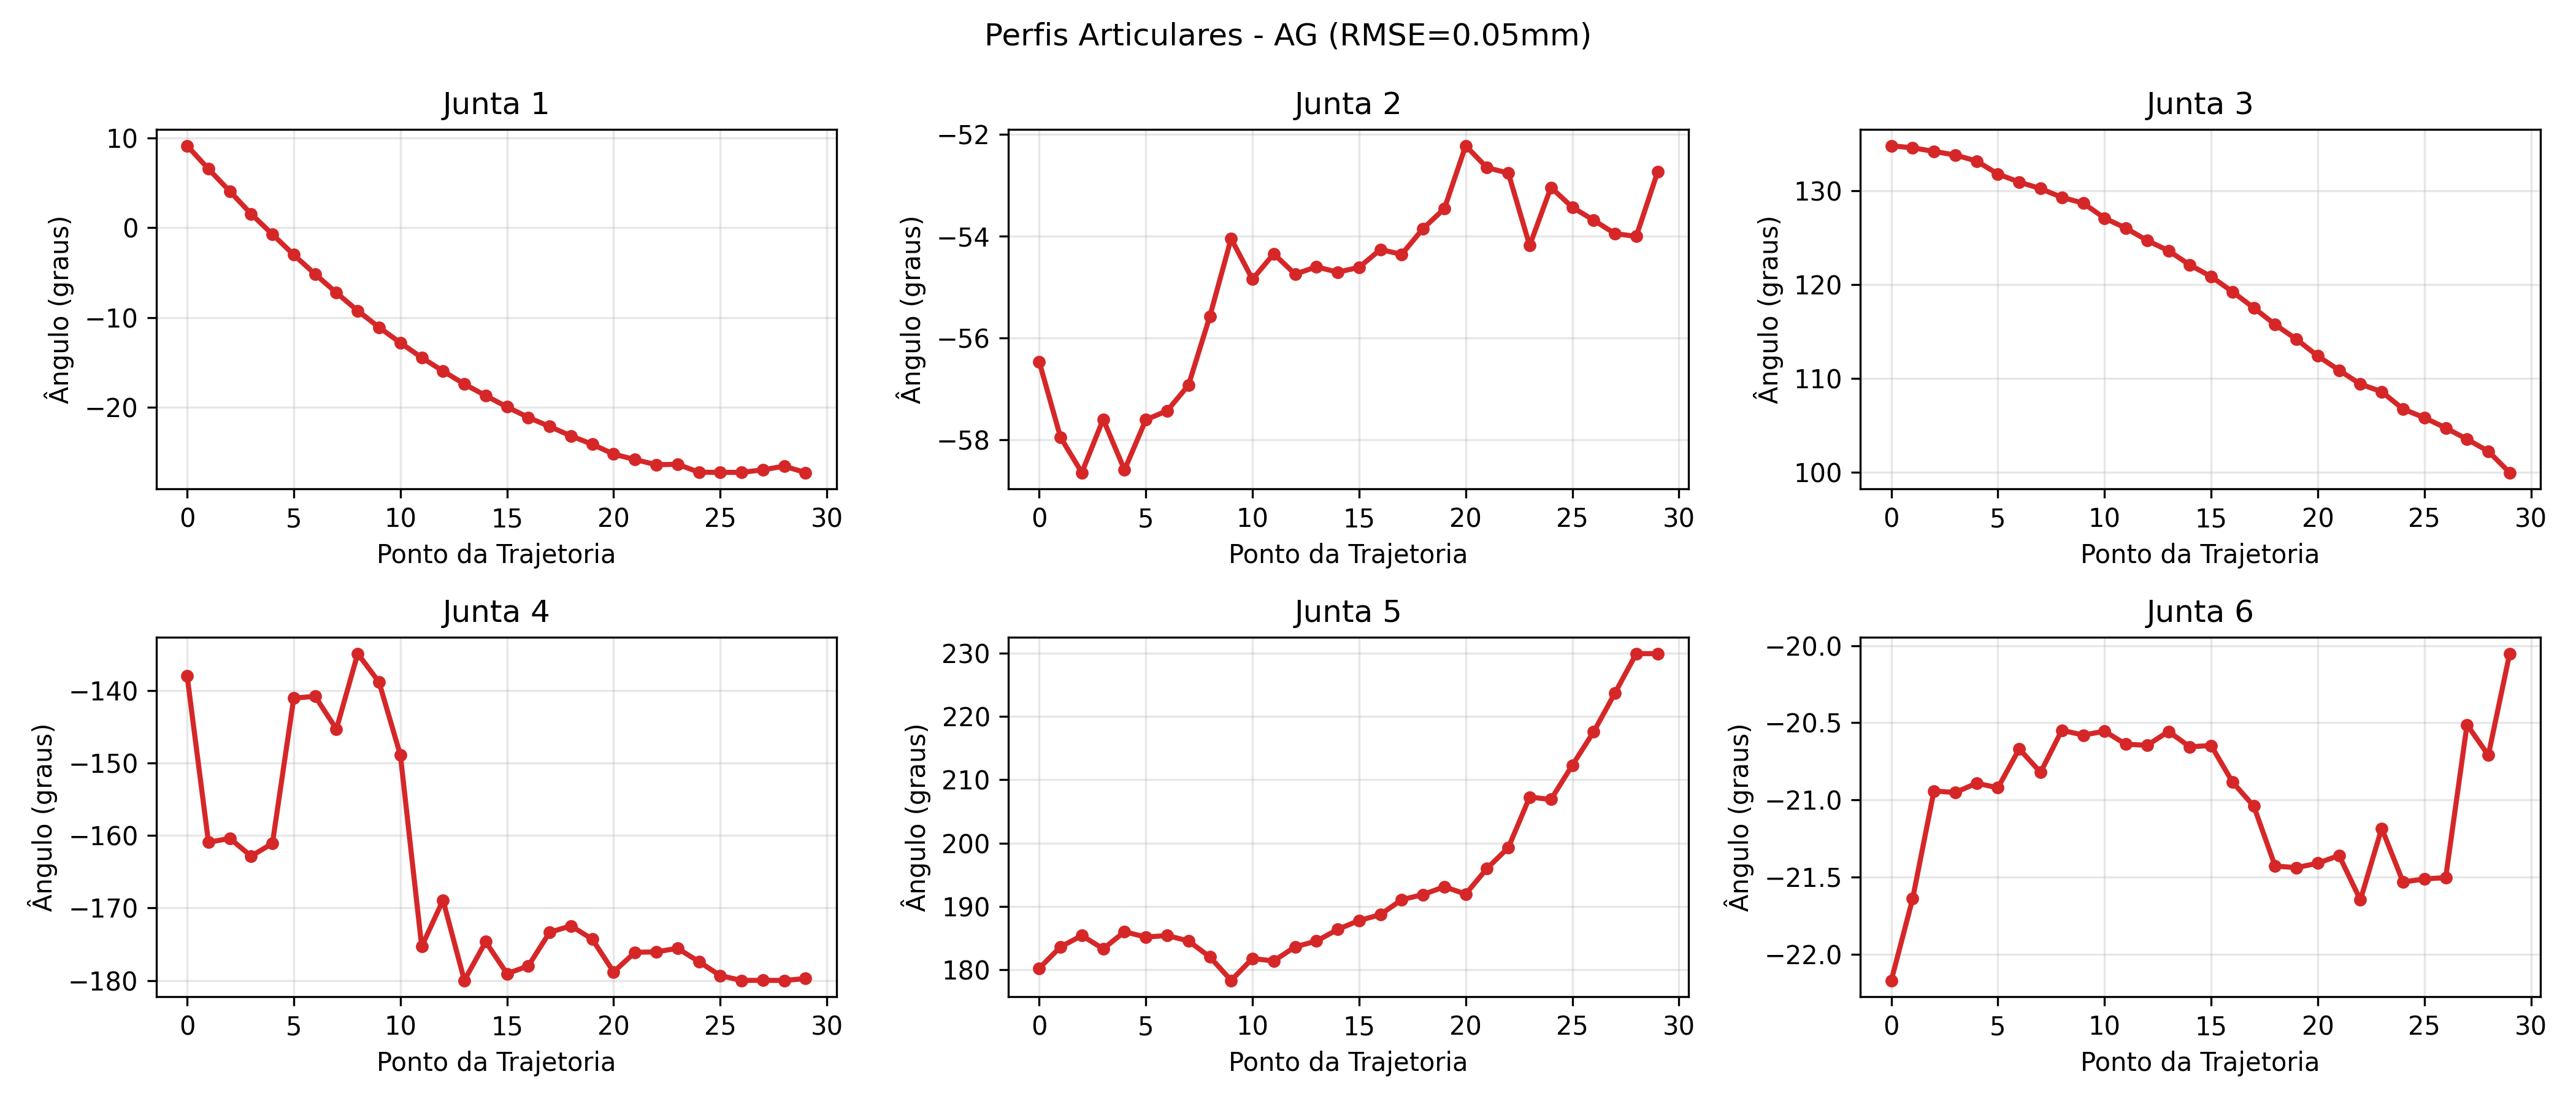 Perfis Articulares - AG (RMSE=0.05mm)
Junta 1
Junta 2
Junta 3
10
0
−10
−20
Ângulo (graus)
0 5 10 15 20 25 30
Ponto da Trajetoria
−52
−54
−56
−58
Ângulo (graus)
0 5 10 15 20 25 30
Ponto da Trajetoria
130
120
110
100
Ângulo (graus)
0 5 10 15 20 25 30
Ponto da Trajetoria
Junta 4
Junta 5
Junta 6
−140
−150
−160
−170
−180
Ângulo (graus)
0 5 10 15 20 25 30
Ponto da Trajetoria
230
220
210
200
190
180
Ângulo (graus)
0 5 10 15 20 25 30
Ponto da Trajetoria
−20.0
−20.5
−21.0
−21.5
−22.0
Ângulo (graus)
0 5 10 15 20 25 30
Ponto da Trajetoria